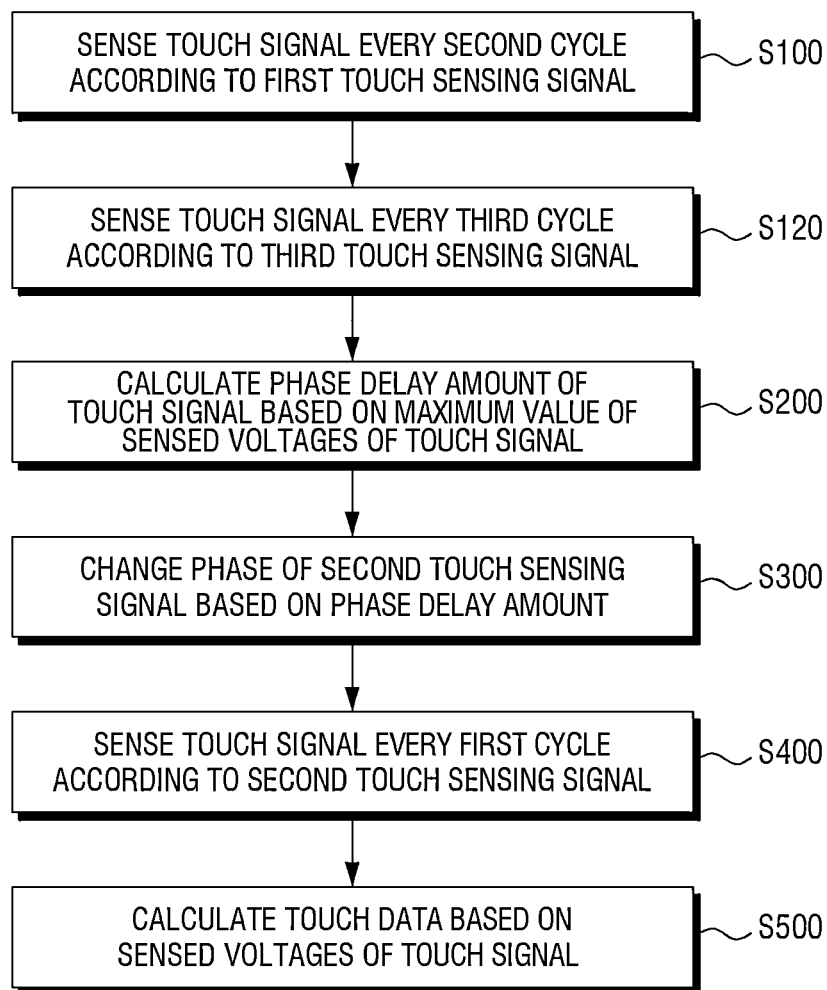 SENSE TOUCH SIGNAL EVERY SECOND CYCLE
ACCORDING TO FIRST TOUCH SENSING SIGNAL
S100
SENSE TOUCH SIGNAL EVERY THIRD CYCLE
ACCORDING TO THIRD TOUCH SENSING SIGNAL
S120
CALCULATE PHASE DELAY AMOUNT OF
TOUCH SIGNAL BASED ON MAXIMUM VALUE OF
SENSED VOLTAGES OF TOUCH SIGNAL
S200
CHANGE PHASE OF SECOND TOUCH SENSING
SIGNAL BASED ON PHASE DELAY AMOUNT
S300
SENSE TOUCH SIGNAL EVERY FIRST CYCLE
ACCORDING TO SECOND TOUCH SENSING SIGNAL
S400
CALCULATE TOUCH DATA BASED ON
SENSED VOLTAGES OF TOUCH SIGNAL
S500